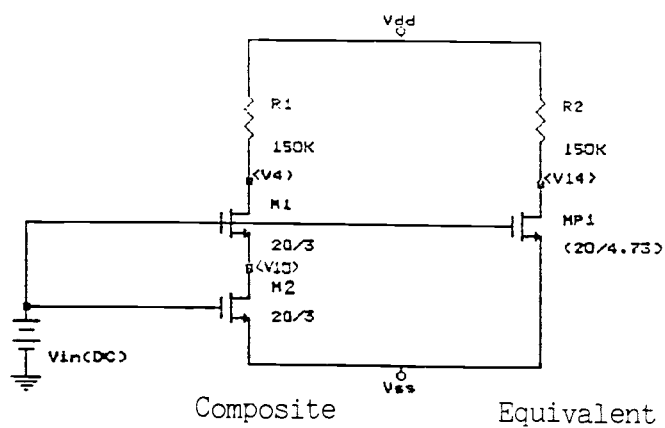 Vdd
R1
150K
R2
150K
<V4)
<V14)
M1
20/3
MP1
(20/4.73)
<V10)
M2
20/3
Vin(DC)
Vss
Composite
Equivalent